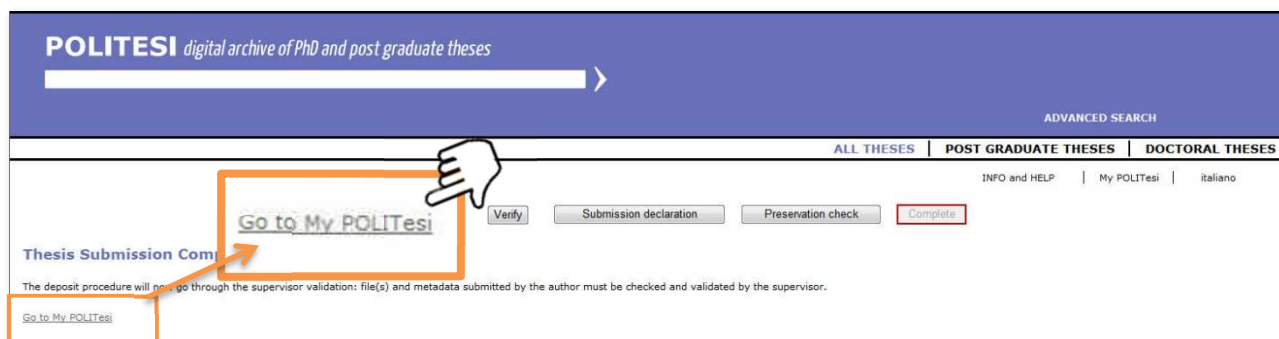 POLITESI digital archive of PhD and post graduate theses
ADVANCED SEARCH
ALL THESES | POST GRADUATE THESES | DOCTORAL THESES
INFO and HELP | My POLITesi | italiano
Go to My POLITesi
Verify Submission declaration Preservation check Complete
Thesis Submission Comp
The deposit procedure will now go through the supervisor validation: file(s) and metadata submitted by the author must be checked and validated by the supervisor.
Go to My POLITesi